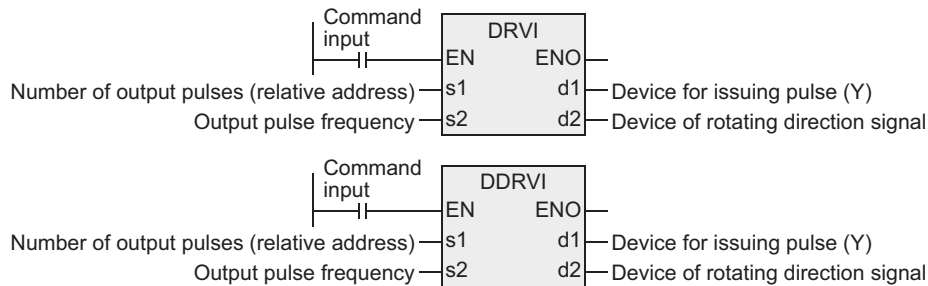 Command
input
DRVI
EN ENO
Number of output pulses (relative address) s1 d1 Device for issuing pulse (Y)
Output pulse frequency s2 d2 Device of rotating direction signal
Command
input
DDRVI
EN ENO
Number of output pulses (relative address) s1 d1 Device for issuing pulse (Y)
Output pulse frequency s2 d2 Device of rotating direction signal